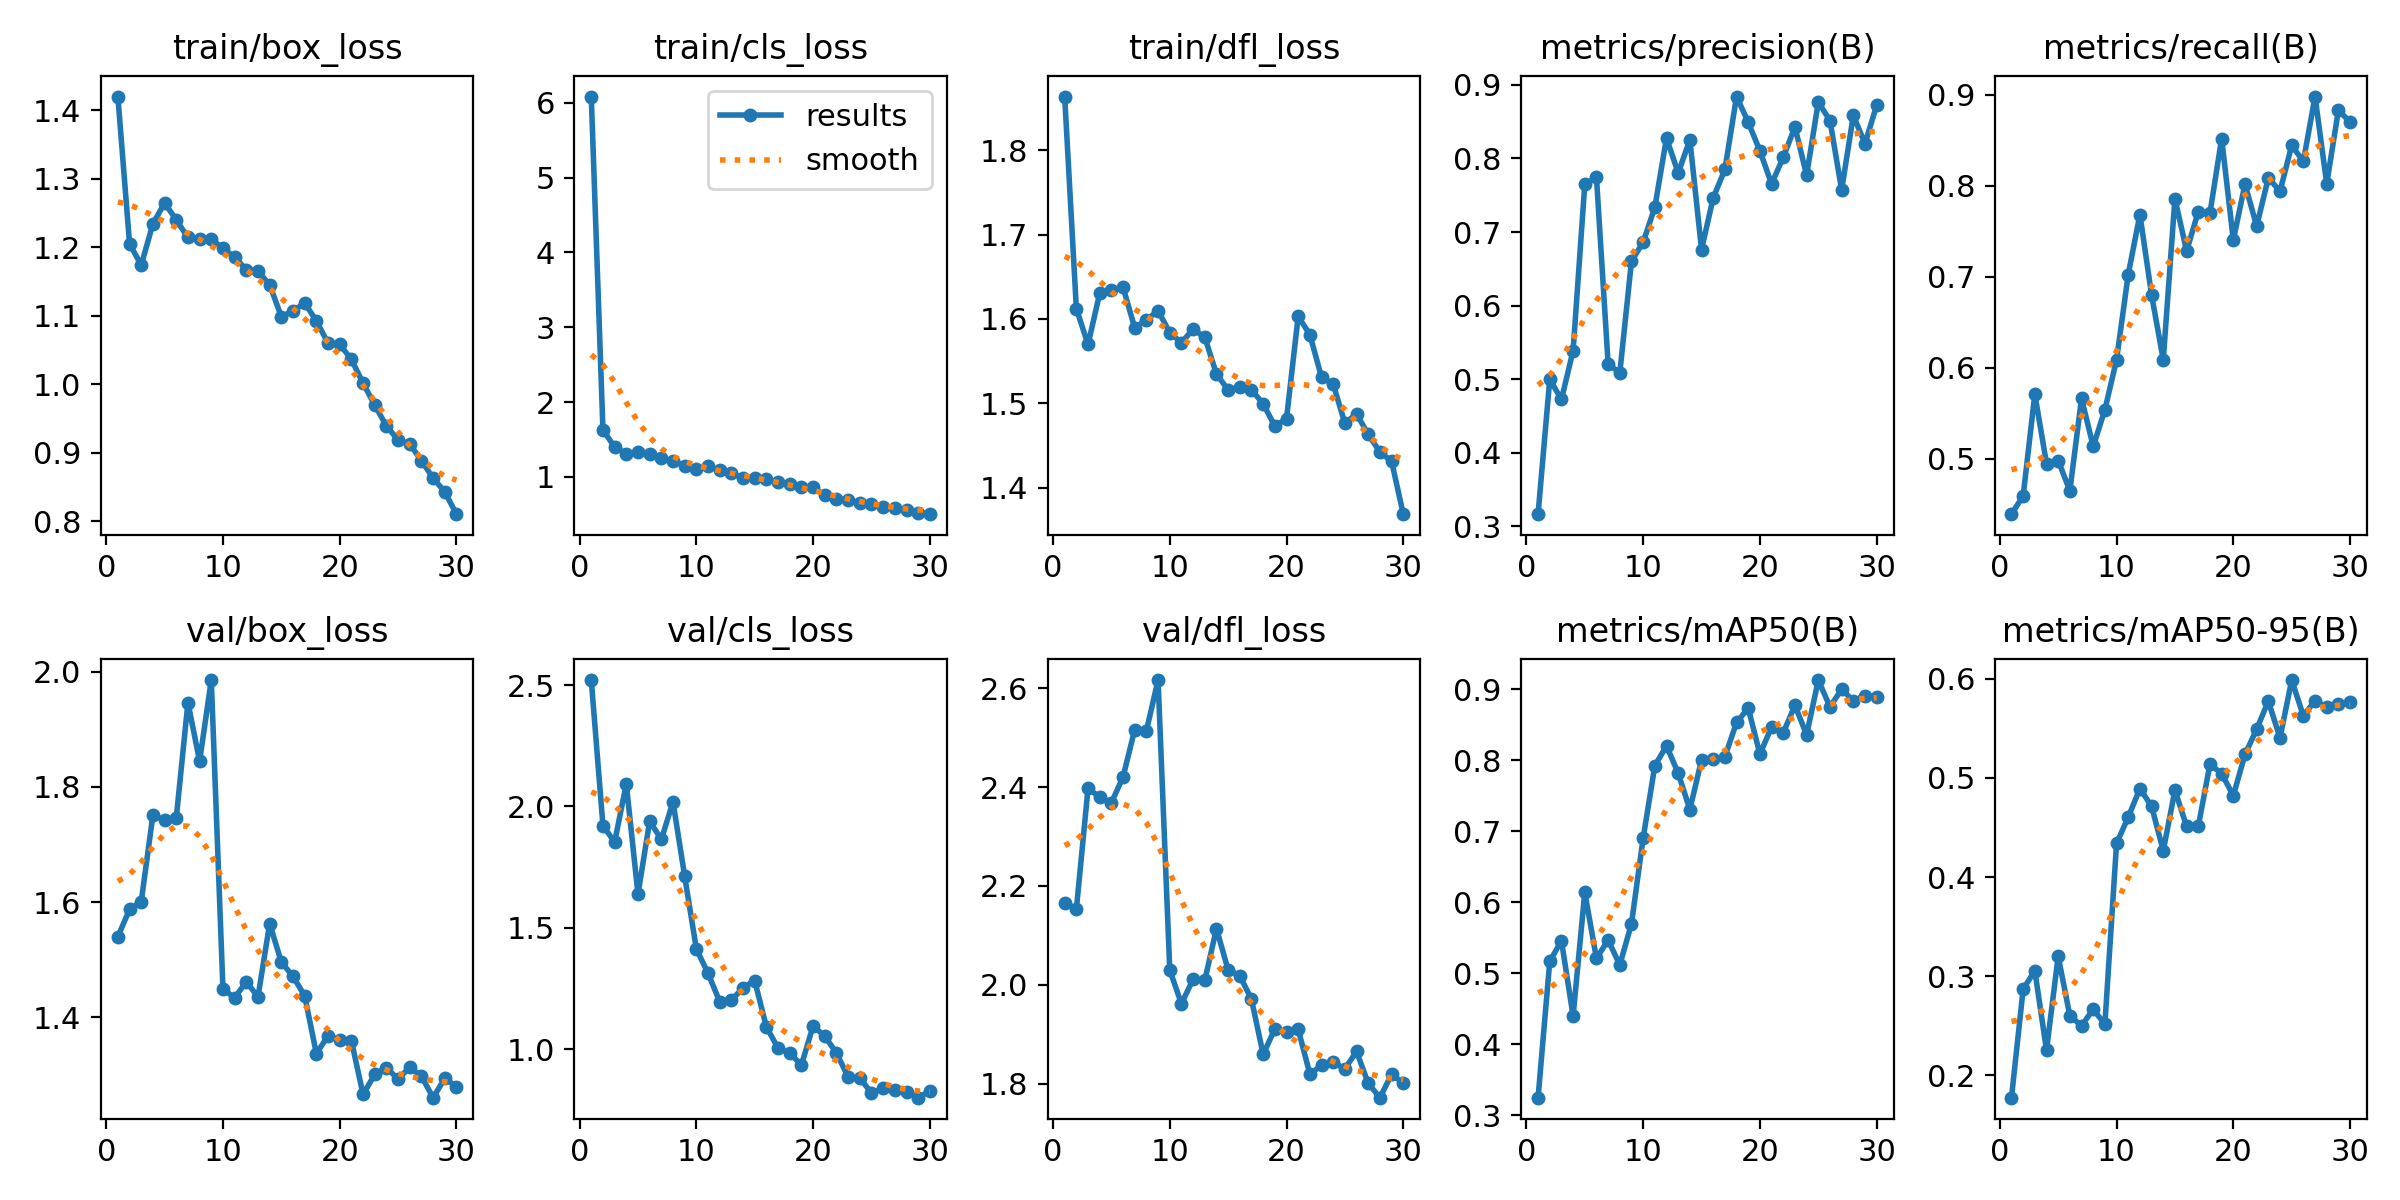 train/box_loss
train/cls_loss
train/dfl_loss
metrics/precision(B)
metrics/recall(B)
1.4
1.3
1.2
1.1
1.0
0.9
0.8
0 10 20 30
6
5
4
3
2
1
results
smooth
0 10 20 30
1.8
1.7
1.6
1.5
1.4
0 10 20 30
0.9
0.8
0.7
0.6
0.5
0.4
0.3
0 10 20 30
0.9
0.8
0.7
0.6
0.5
0 10 20 30
val/box_loss
val/cls_loss
val/dfl_loss
metrics/mAP50(B)
metrics/mAP50-95(B)
2.0
1.8
1.6
1.4
0 10 20 30
2.5
2.0
1.5
1.0
0 10 20 30
2.6
2.4
2.2
2.0
1.8
0 10 20 30
0.9
0.8
0.7
0.6
0.5
0.4
0.3
0 10 20 30
0.6
0.5
0.4
0.3
0.2
0 10 20 30